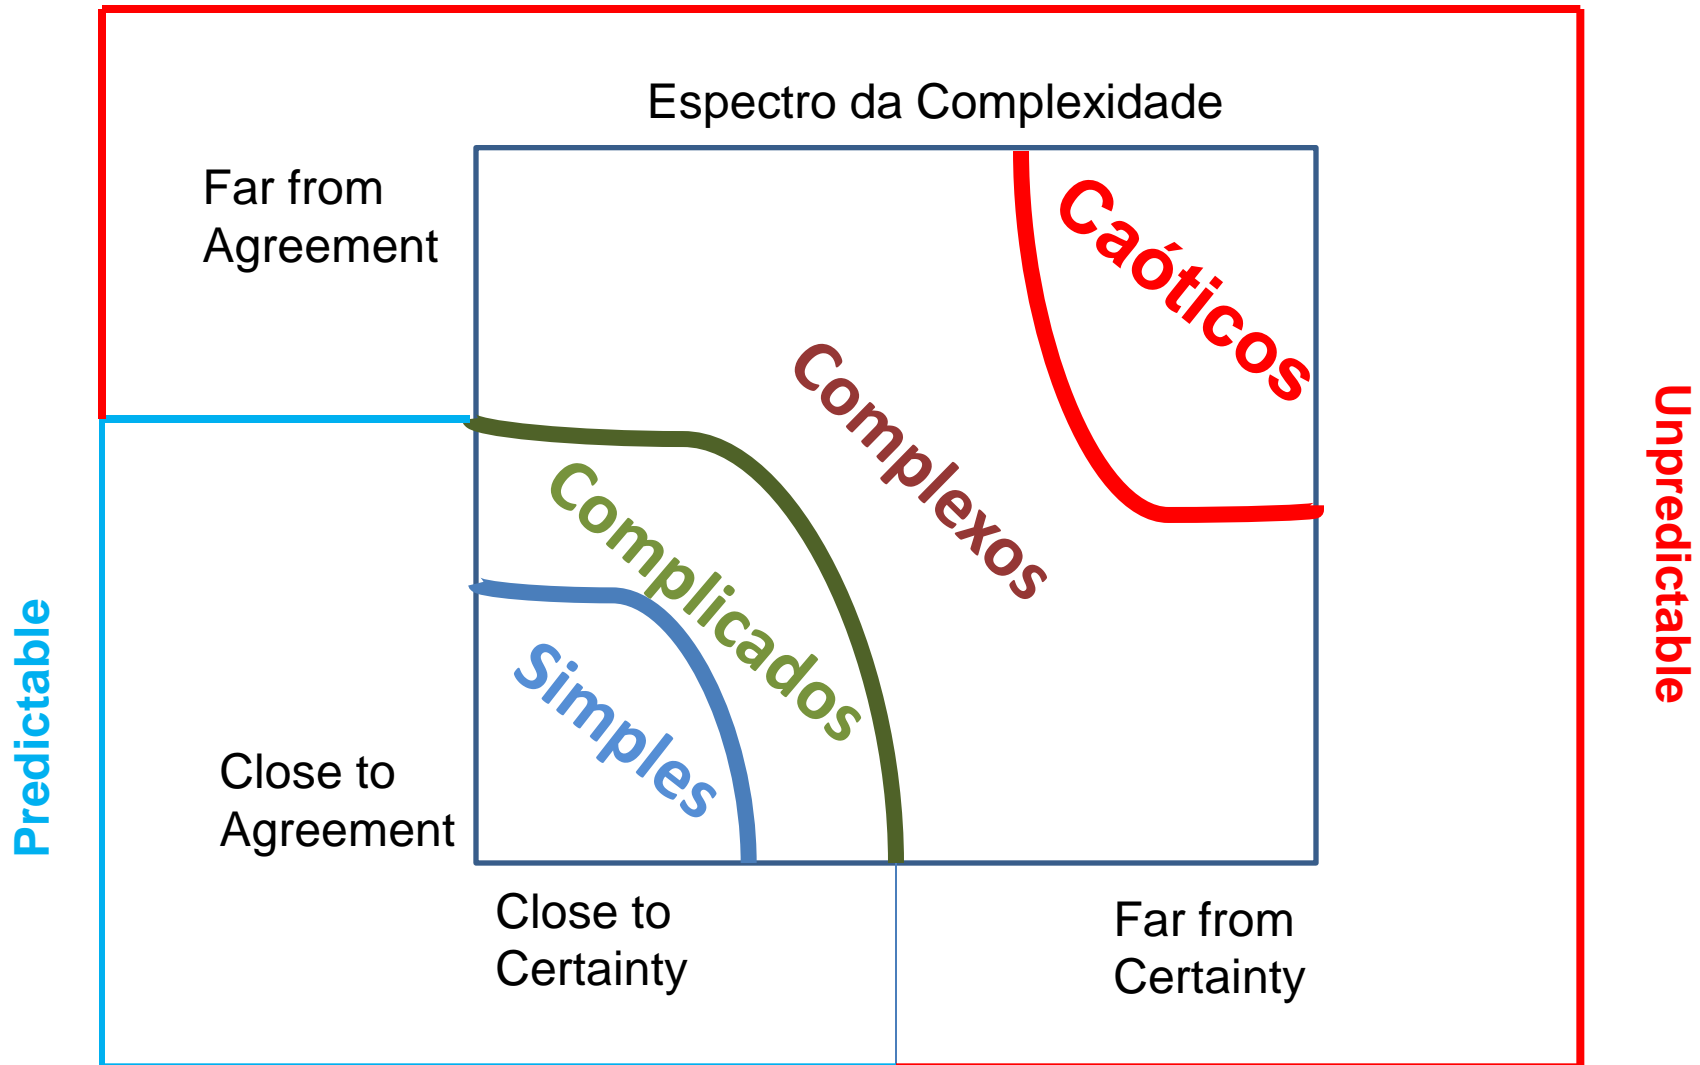 Espectro da Complexidade
Far from
Agreement
Caóticos
Complexos
Complicados
Simples
Close to
Agreement
Close to
Certainty
Far from
Certainty
Predictable
Unpredictable